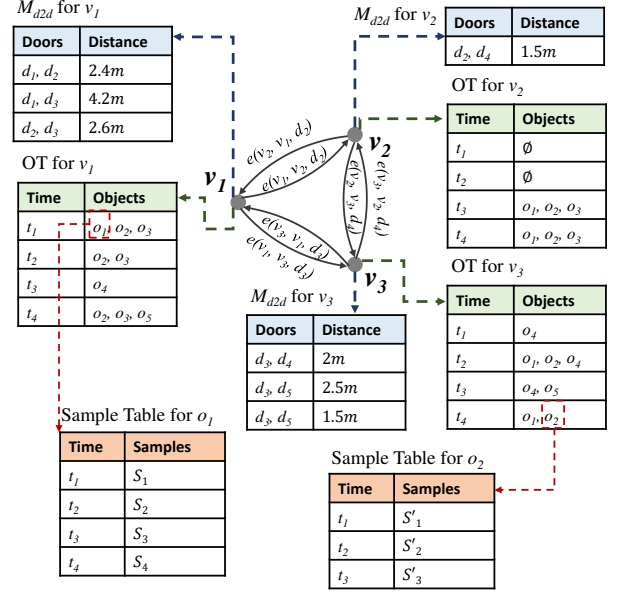 M_{d2d} for v_1
Doors Distance
d_1, d_2 2.4m
d_1, d_3 4.2m
d_2, d_3 2.6m
M_{d2d} for v_2
Doors Distance
d_2, d_4 1.5m
OT for v_1
Time Objects
t_1 o_1, o_2, o_3
t_2 o_2, o_3
t_3 o_4
t_4 o_2, o_3, o_5
OT for v_2
Time Objects
t_1 ∅
t_2 ∅
t_3 o_1, o_2, o_3
t_4 o_1, o_2, o_3
v_1
v_2
v_3
e(v_2, v_1, d_2)
e(v_1, v_2, d_2)
e(v_3, v_1, d_3)
e(v_1, v_3, d_3)
e(v_2, v_3, d_4)
e(v_3, v_2, d_4)
OT for v_3
Time Objects
t_1 o_4
t_2 o_1, o_2, o_4
t_3 o_4, o_5
t_4 o_1, o_2
M_{d2d} for v_3
Doors Distance
d_3, d_4 2m
d_3, d_5 2.5m
d_3, d_5 1.5m
Sample Table for o_1
Time Samples
t_1 S_1
t_2 S_2
t_3 S_3
t_4 S_4
Sample Table for o_2
Time Samples
t_1 S'_1
t_2 S'_2
t_3 S'_3